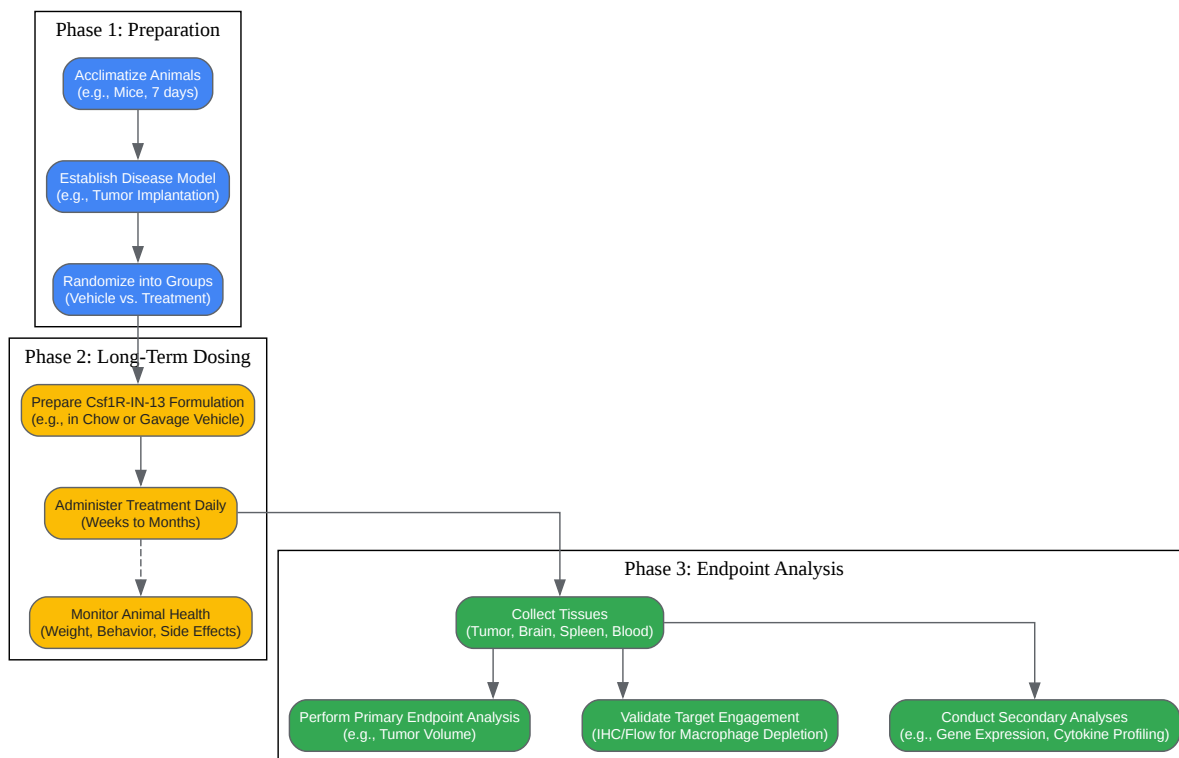 Phase 1: Preparation
Acclimatize Animals
(e.g., Mice, 7 days)
Establish Disease Model
(e.g., Tumor Implantation)
Randomize into Groups
(Vehicle vs. Treatment)
Phase 2: Long-Term Dosing
Prepare Csf1R-IN-13 Formulation
(e.g., in Chow or Gavage Vehicle)
Administer Treatment Daily
(Weeks to Months)
Monitor Animal Health
(Weight, Behavior, Side Effects)
Phase 3: Endpoint Analysis
Collect Tissues
(Tumor, Brain, Spleen, Blood)
Perform Primary Endpoint Analysis
(e.g., Tumor Volume)
Validate Target Engagement
(IHC/Flow for Macrophage Depletion)
Conduct Secondary Analyses
(e.g., Gene Expression, Cytokine Profiling)